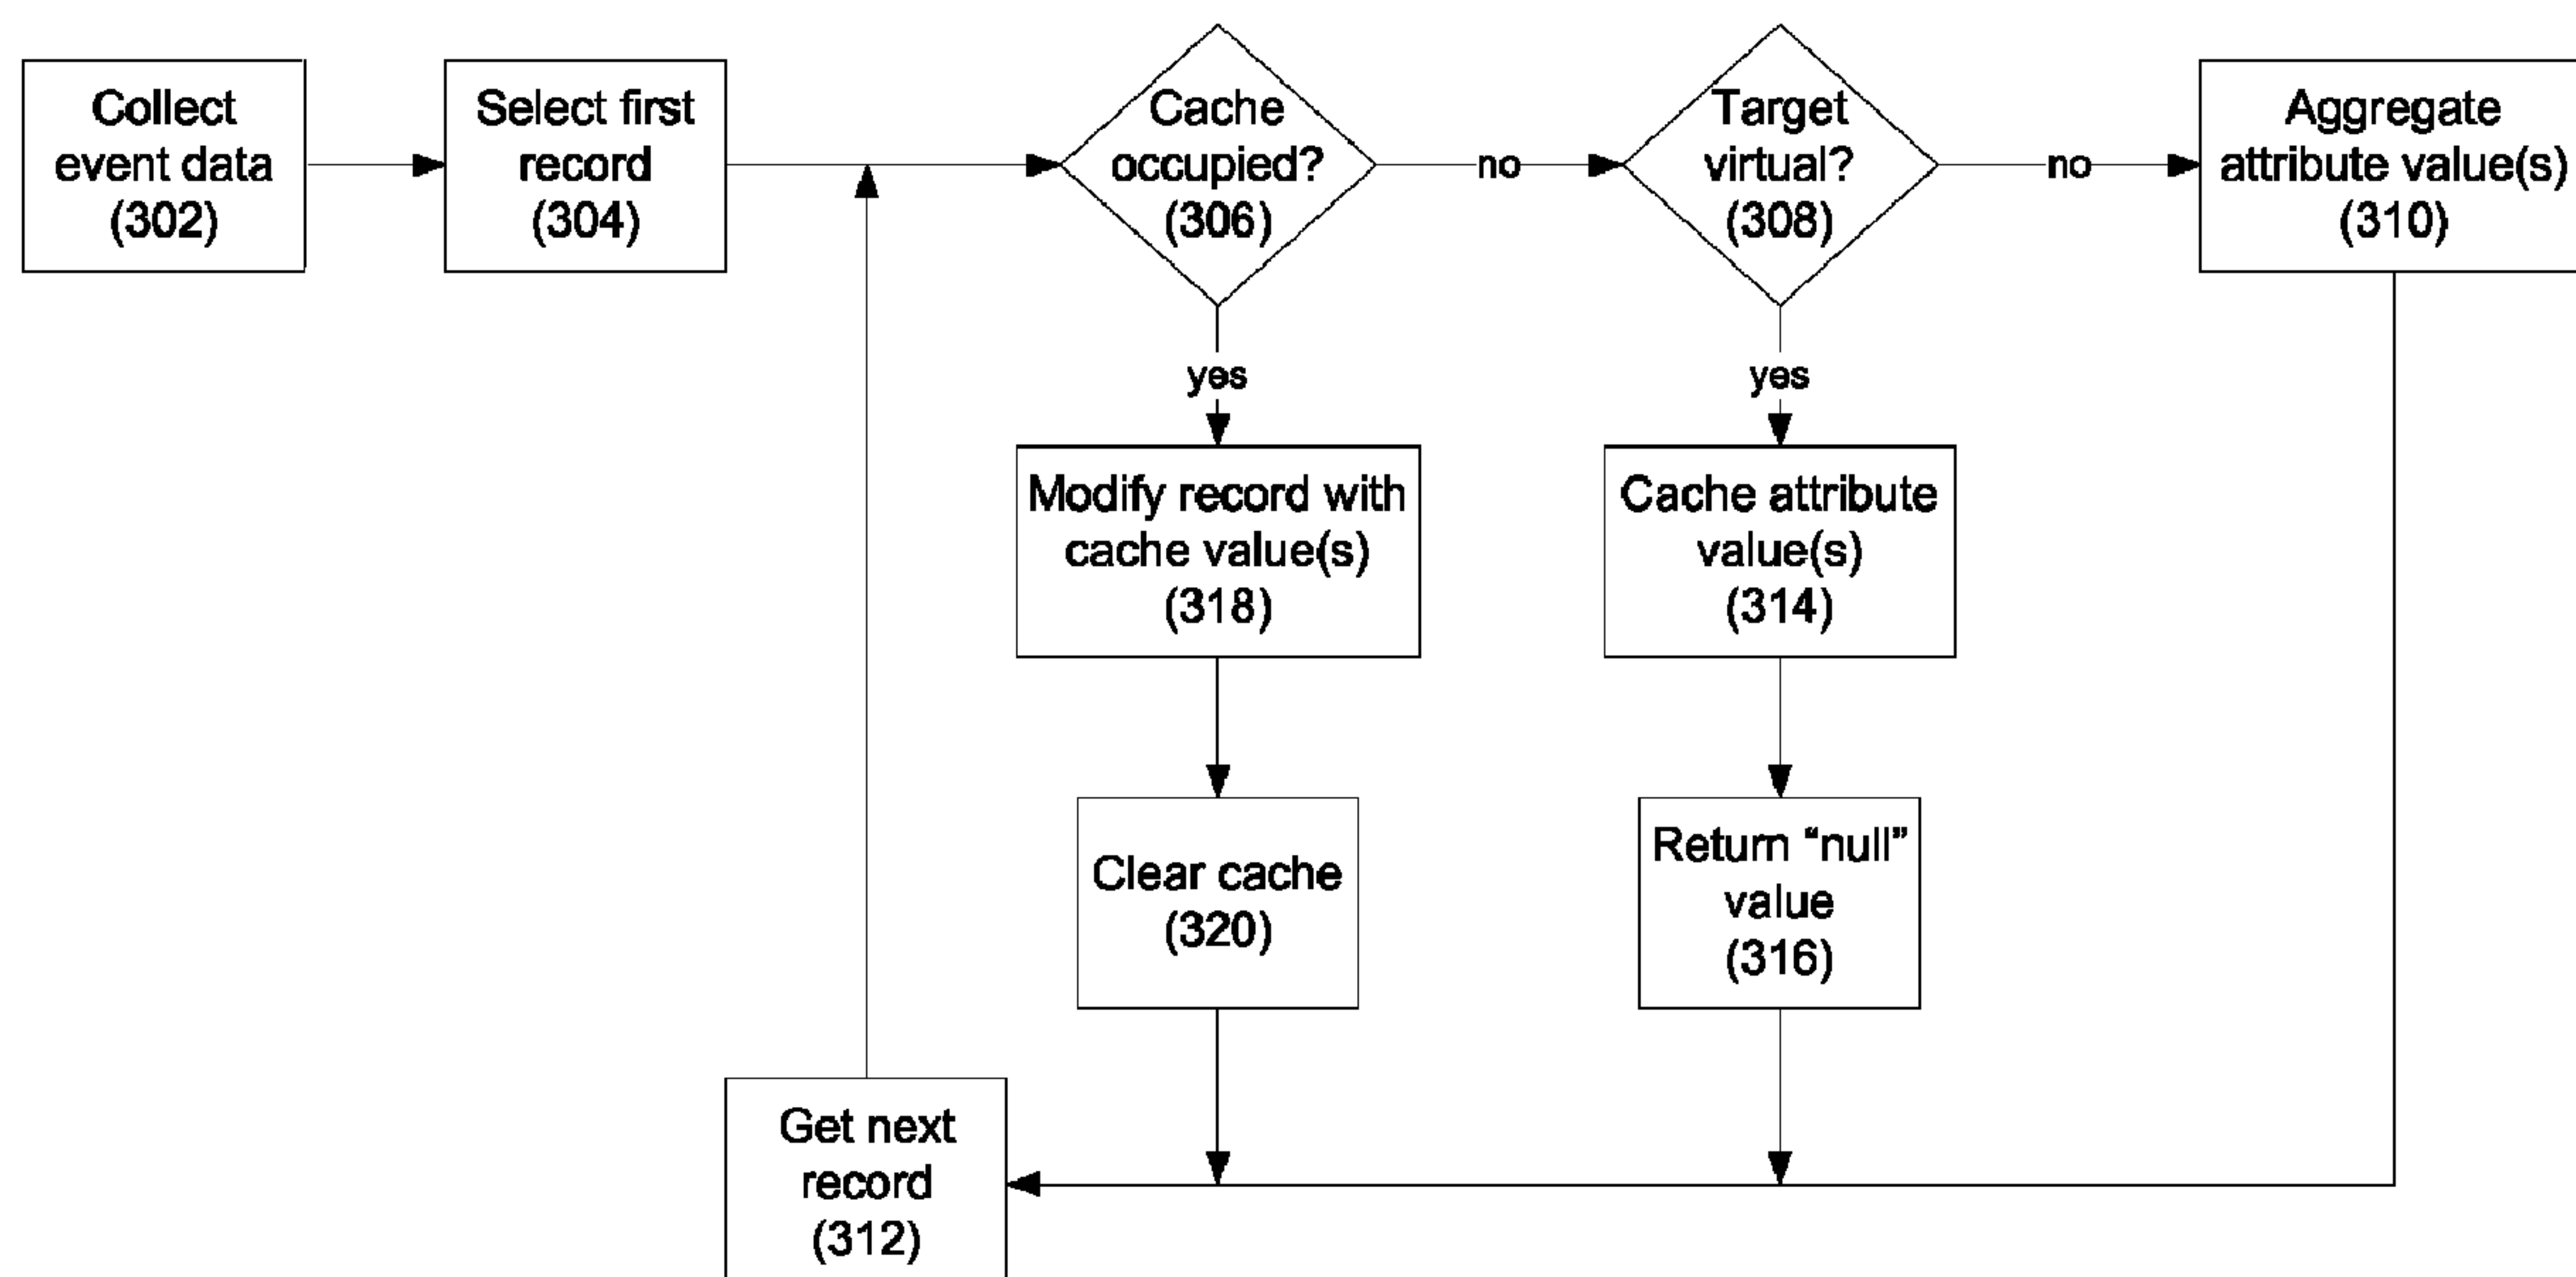 Collect
event data
(302)
Select first
record
(304)
Cache
occupied?
(306)
no
Target
virtual?
(308)
no
Aggregate
attribute value(s)
(310)
yes
yes
Modify record with
cache value(s)
(318)
Cache attribute
value(s)
(314)
Clear cache
(320)
Return “null”
value
(316)
Get next
record
(312)